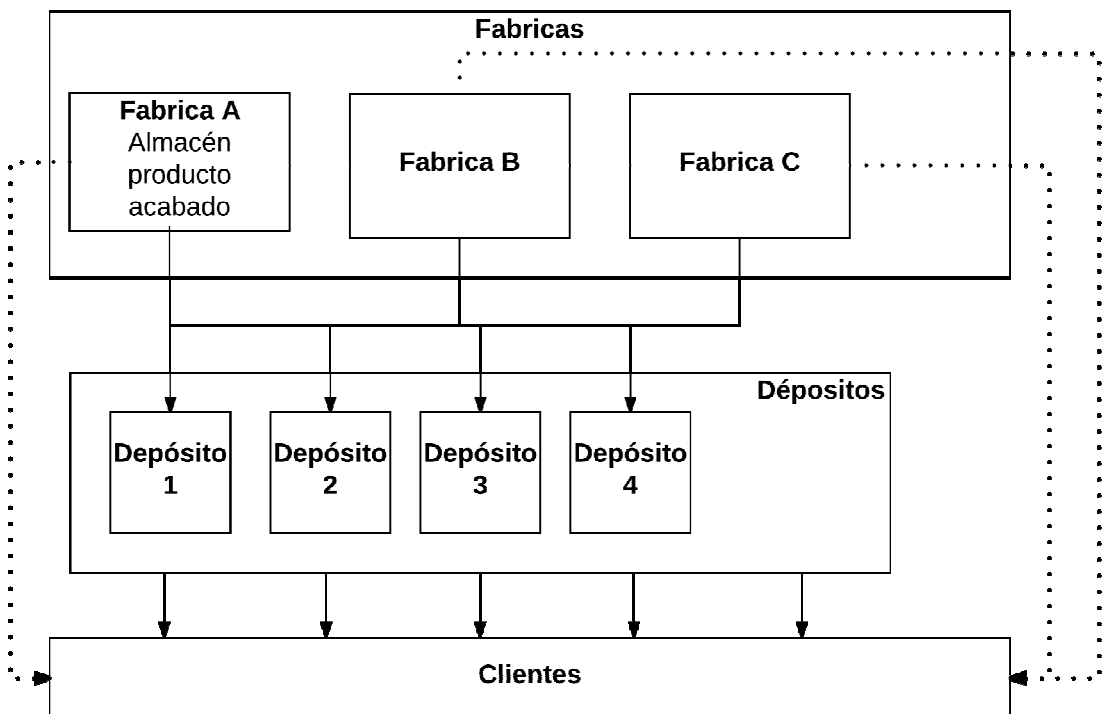 Fabricas
Fabrica A
Almacén
producto
acabado
Fabrica B
Fabrica C
Dépositos
Depósito
1
Depósito
2
Depósito
3
Depósito
4
Clientes